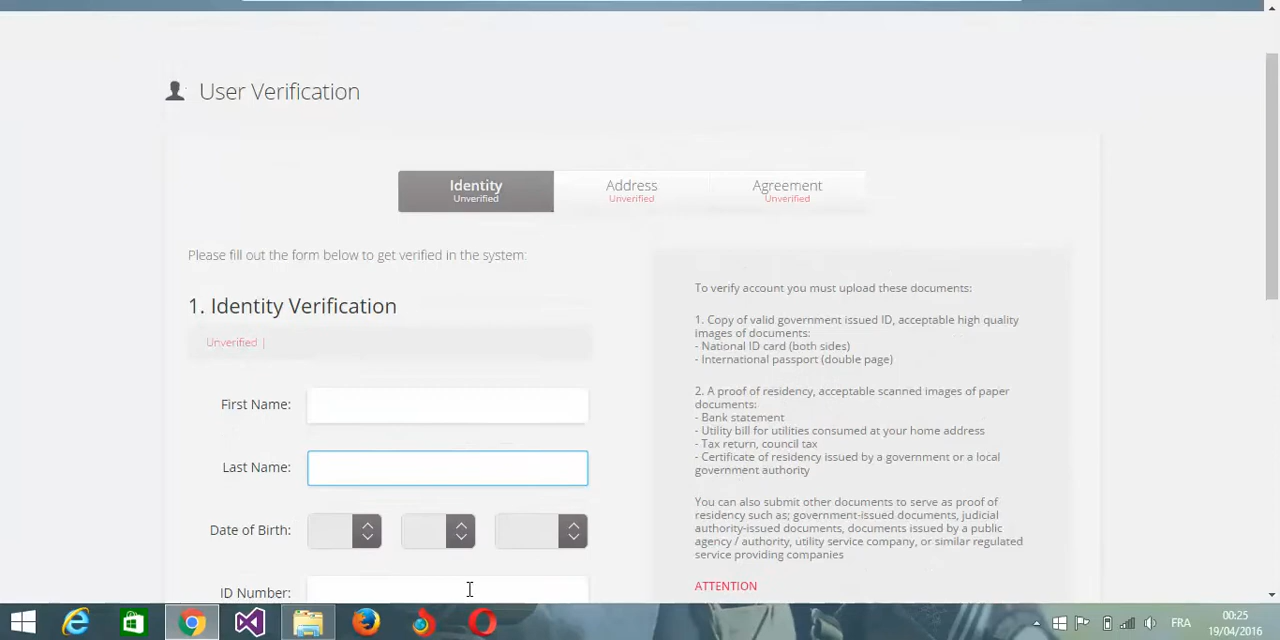 User Verification
Identity
Unverified
Address
Unverified
Agreement
Unverified
Please fill out the form below to get verified in the system:
1. Identity Verification
Unverified |
First Name:
Last Name:
Date of Birth:
ID Number:
To verify account you must upload these documents:
1. Copy of valid government issued ID, acceptable high quality
images of documents:
- National ID card (both sides)
- International passport (double page)
2. A proof of residency, acceptable scanned images of paper
documents:
- Bank statement
- Utility bill for utilities consumed at your home address
- Tax return, council tax
- Certificate of residency issued by a government or a local
government authority
You can also submit other documents to serve as proof of
residency such as; government-issued documents, judicial
authority-issued documents, documents issued by a public
agency / authority, utility service company, or similar regulated
service providing companies
ATTENTION
FRA
00:25
19/04/2016